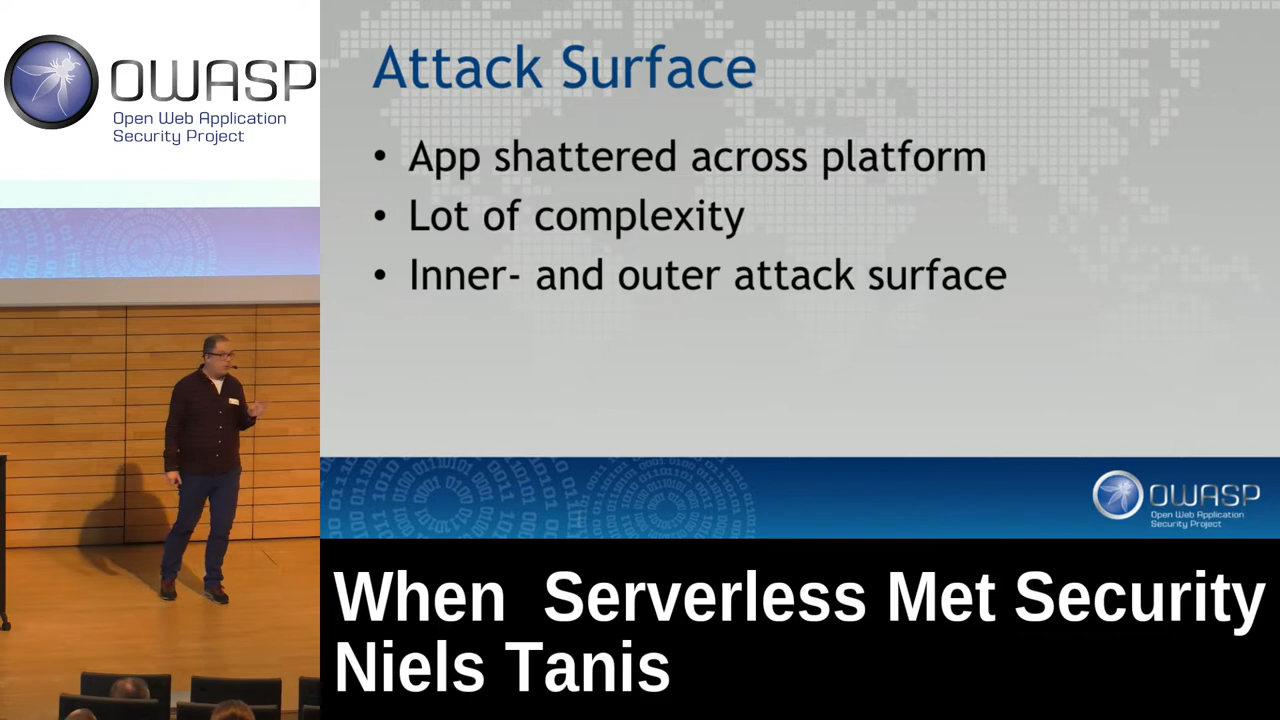 OWASP
Open Web Application
Security Project
Attack Surface
• App shattered across platform
• Lot of complexity
• Inner- and outer attack surface
OWASP
Open Web Application
Security Project
When  Serverless Met Security
Niels Tanis